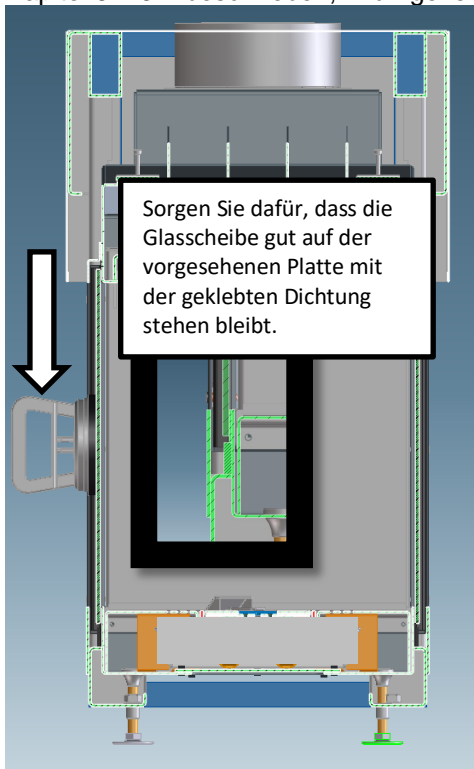 Sorgen Sie dafür, dass die
Glasscheibe gut auf der
vorgesehenen Platte mit
der geklebten Dichtung
stehen bleibt.